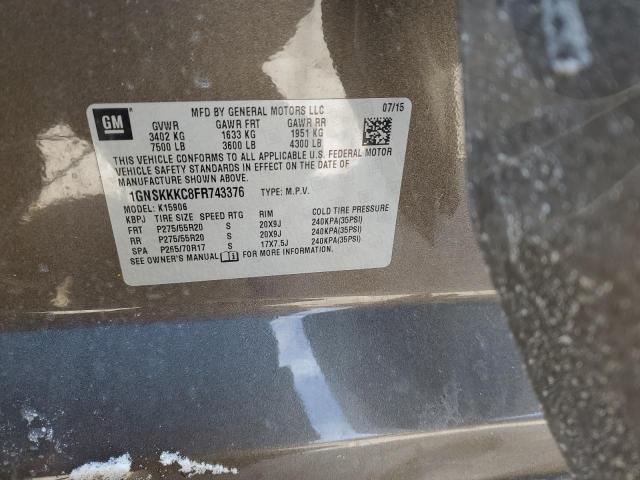 GM
MFD BY GENERAL MOTORS LLC 07/15
GVWR GAWR FRT GAWR RR
3402 KG 1633 KG 1951 KG
7500 LB 3600 LB 4300 LB
THIS VEHICLE CONFORMS TO ALL APPLICABLE U.S. FEDERAL MOTOR
VEHICLE SAFETY STANDARDS IN EFFECT ON THE DATE OF
MANUFACTURE SHOWN ABOVE.
1GNSKKKC8FR743376 TYPE: M.P.V.
MODEL: K15906
KBPJ TIRE SIZE SPEED RTG RIM COLD TIRE PRESSURE
FRT P275/55R20 S 20X9J 240KPA(35PSI)
RR P275/55R20 S 20X9J 240KPA(35PSI)
SPA P265/70R17 S 17X7.5J 240KPA(35PSI)
SEE OWNER'S MANUAL FOR MORE INFORMATION.